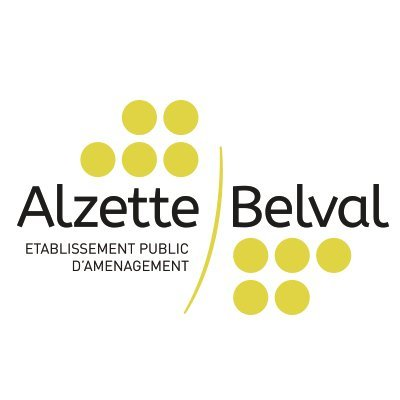 Alzette Belval
ETABLISSEMENT PUBLIC
D'AMENAGEMENT